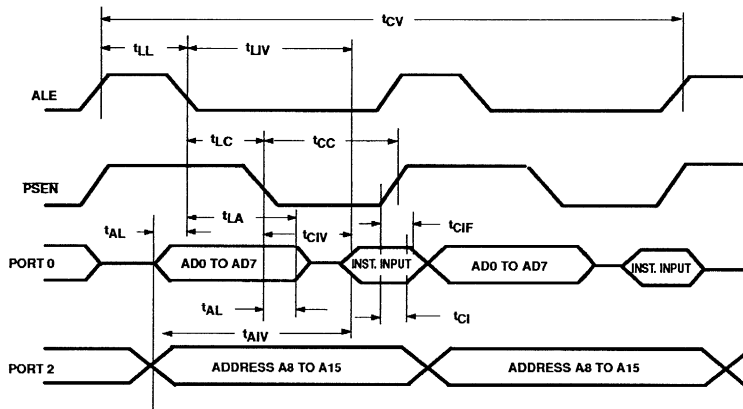 tCV
tLL
tLIV
ALE
tLC
tCC
PSEN
tAL
tLA
tCIV
tCIF
PORT 0
AD0 TO AD7
INST. INPUT
AD0 TO AD7
INST. INPUT
tAL
tCI
tAIV
PORT 2
ADDRESS A8 TO A15
ADDRESS A8 TO A15